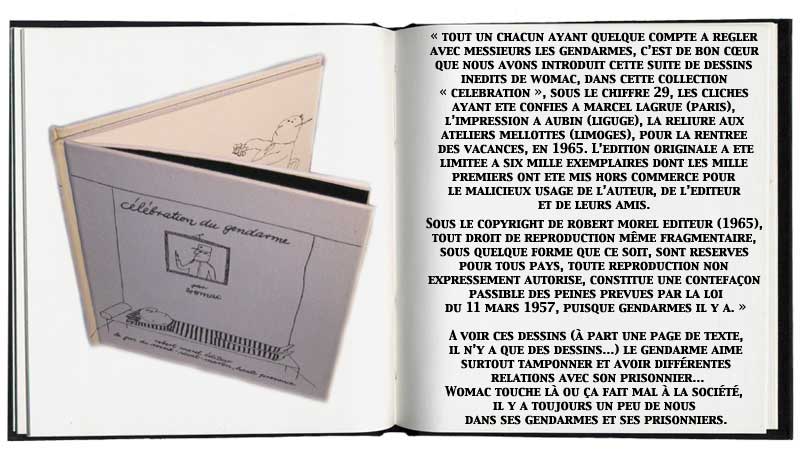 célébration du gendarme
par
womac
robert morel éditeur
« TOUT UN CHACUN AYANT QUELQUE COMPTE A REGLER
AVEC MESSIEURS LES GENDARMES, C’EST DE BON CŒUR
QUE NOUS AVONS INTRODUIT CETTE SUITE DE DESSINS
INEDITS DE WOMAC, DANS CETTE COLLECTION
« CELEBRATION », SOUS LE CHIFFRE 29, LES CLICHES
AYANT ETE CONFIES A MARCEL LAGRUE (PARIS),
L’IMPRESSION A AUBIN (LIGUGE), LA RELIURE AUX
ATELIERS MELLOTTES (LIMOGES), POUR LA RENTREE
DES VACANCES, EN 1965. L’EDITION ORIGINALE A ETE
LIMITEE A SIX MILLE EXEMPLAIRES DONT LES MILLE
PREMIERS ONT ETE MIS HORS COMMERCE POUR
LE MALICIEUX USAGE DE L’AUTEUR, DE L’EDITEUR
ET DE LEURS AMIS.
SOUS LE COPYRIGHT DE ROBERT MOREL EDITEUR (1965),
TOUT DROIT DE REPRODUCTION MÊME FRAGMENTAIRE,
SOUS QUELQUE FORME QUE CE SOIT, SONT RESERVES
POUR TOUS PAYS, TOUTE REPRODUCTION NON
EXPRESSEMENT AUTORISE, CONSTITUE UNE CONTEFAÇON
PASSIBLE DES PEINES PREVUES PAR LA LOI
DU 11 MARS 1957, PUISQUE GENDARMES IL Y A. »
A VOIR CES DESSINS (À PART UNE PAGE DE TEXTE,
IL N’Y A QUE DES DESSINS...) LE GENDARME AIME
SURTOUT TAMPONNER ET AVOIR DIFFÉRENTES
RELATIONS AVEC SON PRISONNIER...
WOMAC TOUCHE LÀ OU ÇA FAIT MAL À LA SOCIÉTÉ,
IL Y A TOUJOURS UN PEU DE NOUS
DANS SES GENDARMES ET SES PRISONNIERS.